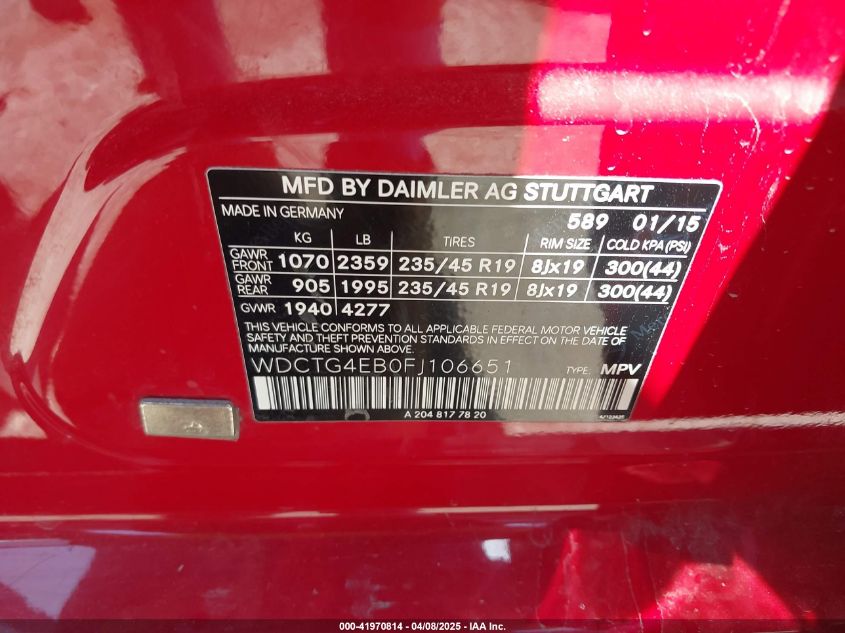 MFD BY DAIMLER AG STUTTGART
MADE IN GERMANY 589 01/15
KG LB TIRES RIM SIZE COLD KPA (PSI)
GAWR FRONT 1070 2359 235/45 R19 8Jx19 300(44)
GAWR REAR 905 1995 235/45 R19 8Jx19 300(44)
GVWR 1940 4277
THIS VEHICLE CONFORMS TO ALL APPLICABLE FEDERAL MOTOR VEHICLE
SAFETY AND THEFT PREVENTION STANDARDS IN EFFECT ON THE DATE OF
MANUFACTURE SHOWN ABOVE.
WDCTG4EB0FJ106651 TYPE: MPV
A 204 817 78 20
000-41970814 - 04/08/2025 - IAA Inc.